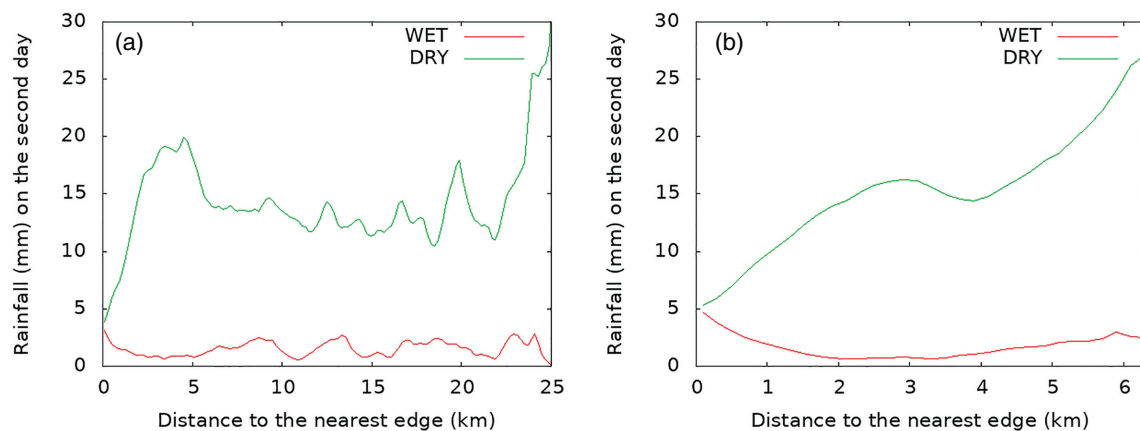 (a)
WET
DRY
Rainfall (mm) on the second day
30
25
20
15
10
5
0
0 5 10 15 20 25
Distance to the nearest edge (km)
(b)
WET
DRY
Rainfall (mm) on the second day
30
25
20
15
10
5
0
0 1 2 3 4 5 6
Distance to the nearest edge (km)